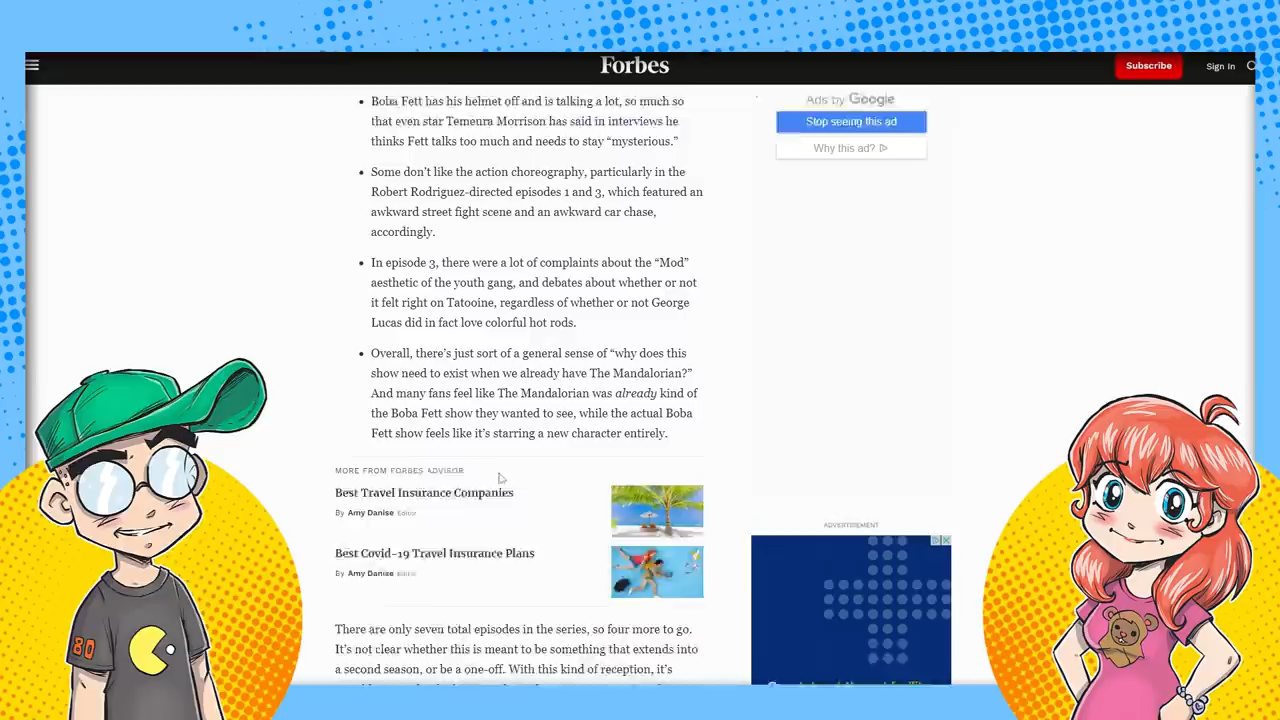 Forbes
Subscribe
Sign In
Boba Fett has his helmet off and is talking a lot, so much so
that even star Temeura Morrison has said in interviews he
thinks Fett talks too much and needs to stay “mysterious.”
Some don’t like the action choreography, particularly in the
Robert Rodriguez-directed episodes 1 and 3, which featured an
awkward street fight scene and an awkward car chase,
accordingly.
In episode 3, there were a lot of complaints about the “Mod”
aesthetic of the youth gang, and debates about whether or not
it felt right on Tatooine, regardless of whether or not George
Lucas did in fact love colorful hot rods.
Overall, there’s just sort of a general sense of “why does this
show need to exist when we already have The Mandalorian?”
And many fans feel like The Mandalorian was already kind of
the Boba Fett show they wanted to see, while the actual Boba
Fett show feels like it’s starring a new character entirely.
MORE FROM FORBES ADVISOR
Best Travel Insurance Companies
By Amy Danise Editor
Best Covid-19 Travel Insurance Plans
By Amy Danise Editor
There are only seven total episodes in the series, so four more to go.
It’s not clear whether this is meant to be something that extends into
a second season, or be a one-off. With this kind of reception, it’s
Ads by Google
Stop seeing this ad
Why this ad?
ADVERTISEMENT
80